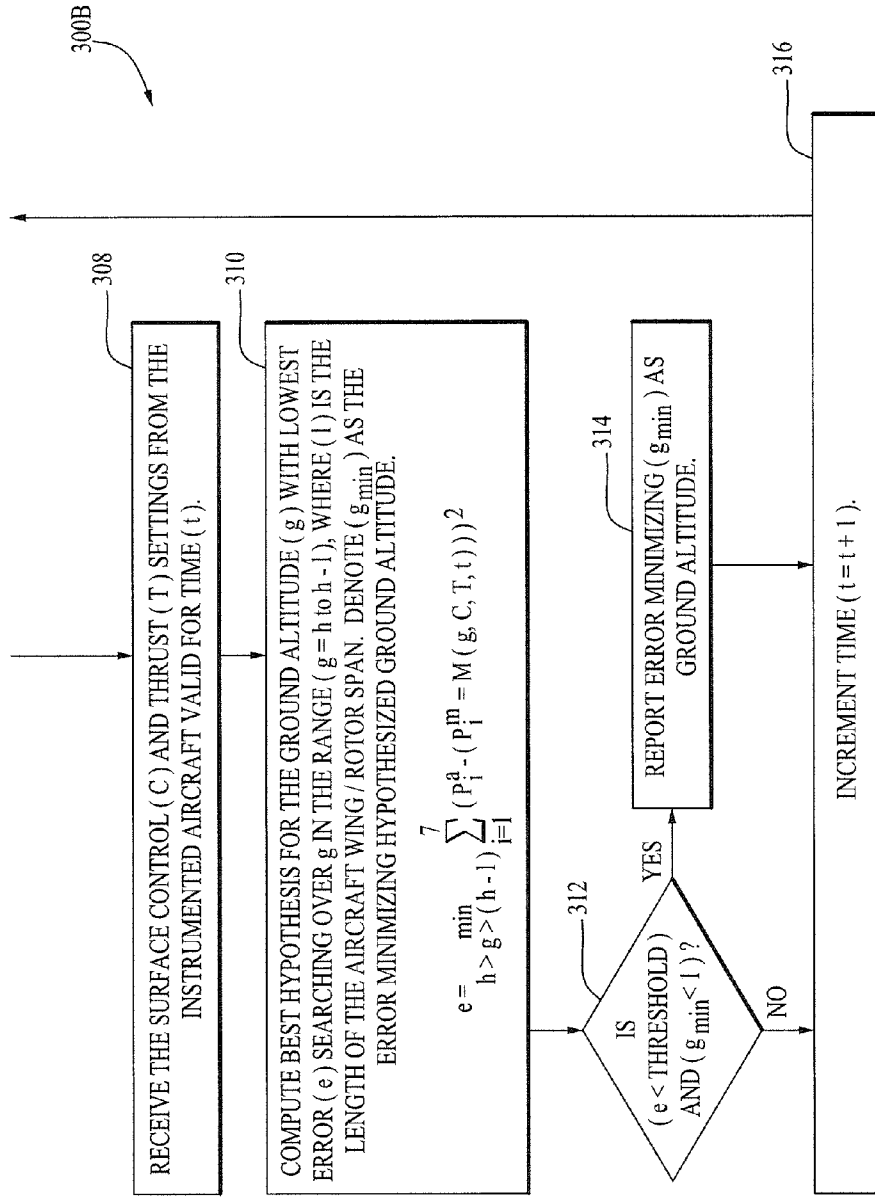 300B
308
RECEIVE THE SURFACE CONTROL (C) AND THRUST (T) SETTINGS FROM THE
INSTRUMENTED AIRCRAFT VALID FOR TIME (t).
310
COMPUTE BEST HYPOTHESIS FOR THE GROUND ALTITUDE (g) WITH LOWEST
ERROR (e) SEARCHING OVER g IN THE RANGE (g = h to h - l), WHERE (l) IS THE
LENGTH OF THE AIRCRAFT WING / ROTOR SPAN. DENOTE (g_min) AS THE
ERROR MINIMIZING HYPOTHESIZED GROUND ALTITUDE.
e = min_{h > g > (h - l)} \sum_{i=1}^{7} (P_i^a - (P_i^m = M (g, C, T, t)))^2
312
IS
(e < THRESHOLD)
AND (g_min < l) ?
YES
NO
314
REPORT ERROR MINIMIZING (g_min) AS
GROUND ALTITUDE.
316
INCREMENT TIME (t = t + 1).